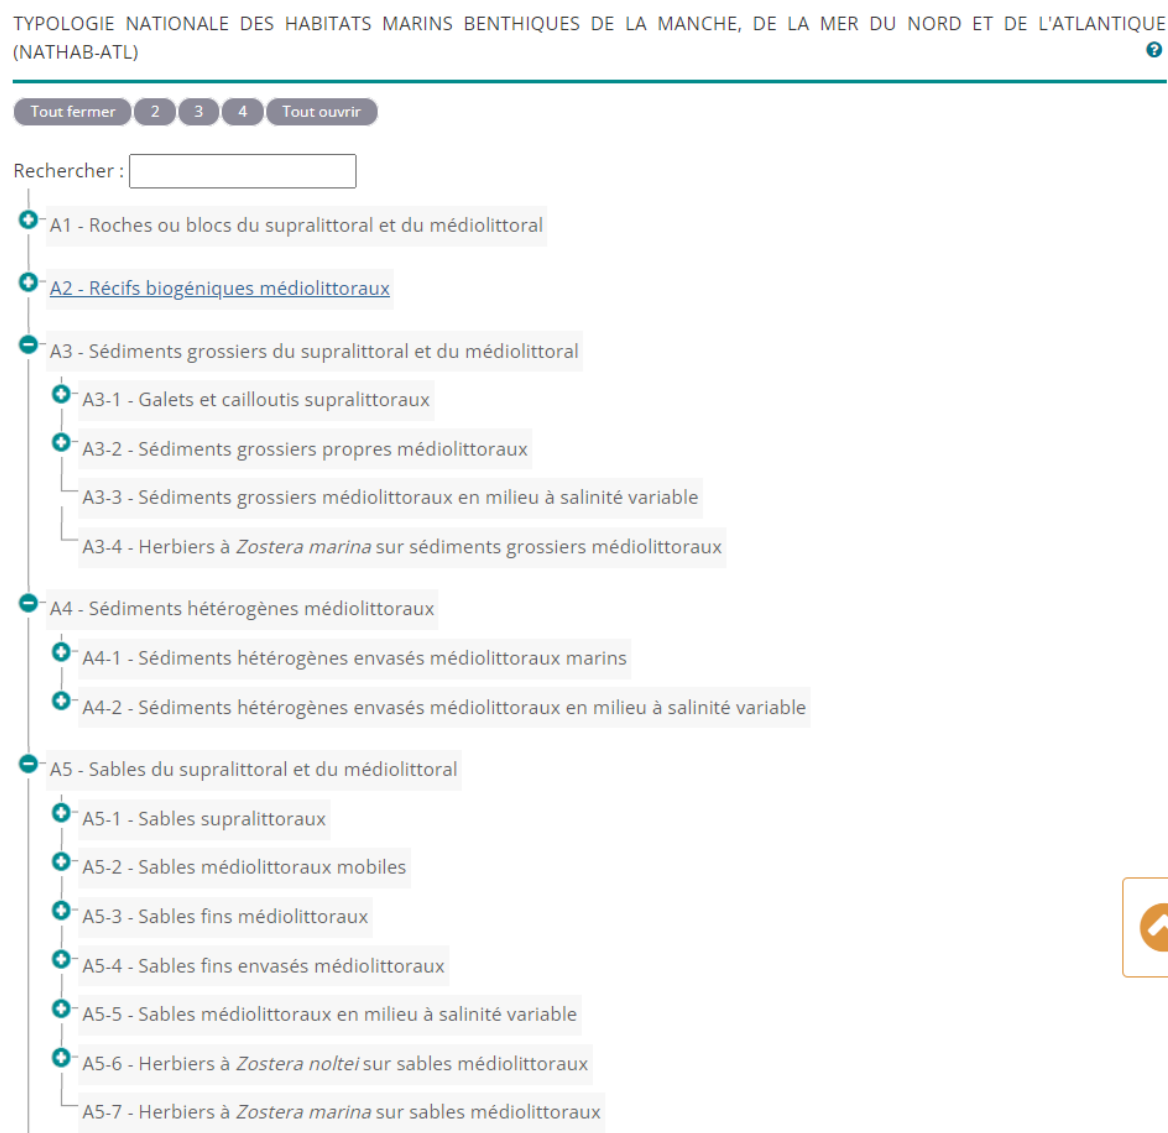 TYPOLOGIE NATIONALE DES HABITATS MARINS BENTHIQUES DE LA MANCHE, DE LA MER DU NORD ET DE L'ATLANTIQUE
(NATHAB-ATL) ?
Tout fermer 2 3 4 Tout ouvrir
Rechercher :
A1 - Roches ou blocs du supralittoral et du médiolittoral
A2 - Récifs biogéniques médiolittoraux
A3 - Sédiments grossiers du supralittoral et du médiolittoral
A3-1 - Galets et cailloutis supralittoraux
A3-2 - Sédiments grossiers propres médiolittoraux
A3-3 - Sédiments grossiers médiolittoraux en milieu à salinité variable
A3-4 - Herbiers à Zostera marina sur sédiments grossiers médiolittoraux
A4 - Sédiments hétérogènes médiolittoraux
A4-1 - Sédiments hétérogènes envasés médiolittoraux marins
A4-2 - Sédiments hétérogènes envasés médiolittoraux en milieu à salinité variable
A5 - Sables du supralittoral et du médiolittoral
A5-1 - Sables supralittoraux
A5-2 - Sables médiolittoraux mobiles
A5-3 - Sables fins médiolittoraux
A5-4 - Sables fins envasés médiolittoraux
A5-5 - Sables médiolittoraux en milieu à salinité variable
A5-6 - Herbiers à Zostera noltei sur sables médiolittoraux
A5-7 - Herbiers à Zostera marina sur sables médiolittoraux